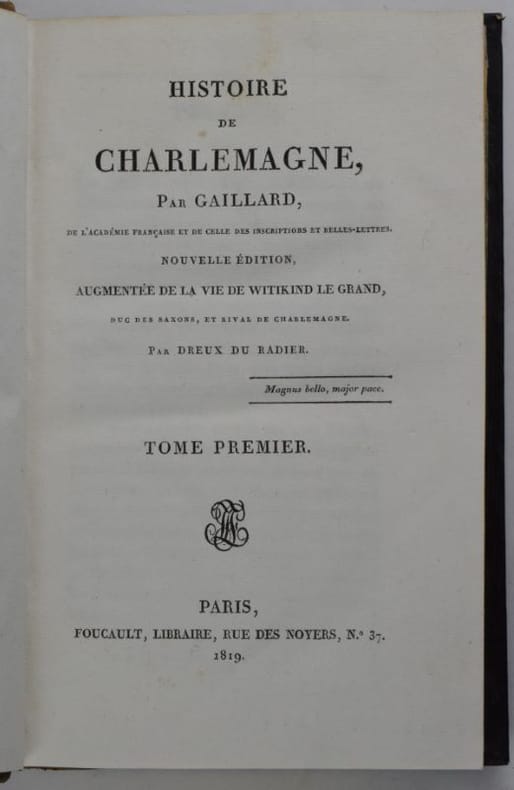 HISTOIRE
DE
CHARLEMAGNE,
PAR GAILLARD,
DE L'ACADÉMIE FRANÇAISE ET DE CELLE DES INSCRIPTIONS ET BELLES-LETTRES.
NOUVELLE ÉDITION,
AUGMENTÉE DE LA VIE DE WITIKIND LE GRAND,
DUC DES SAXONS, ET RIVAL DE CHARLEMAGNE.
PAR DREUX DU RADIER.
Magnus bello, major pace.
TOME PREMIER.
PARIS,
FOUCAULT, LIBRAIRE, RUE DES NOYERS, N.º 37.
1819.